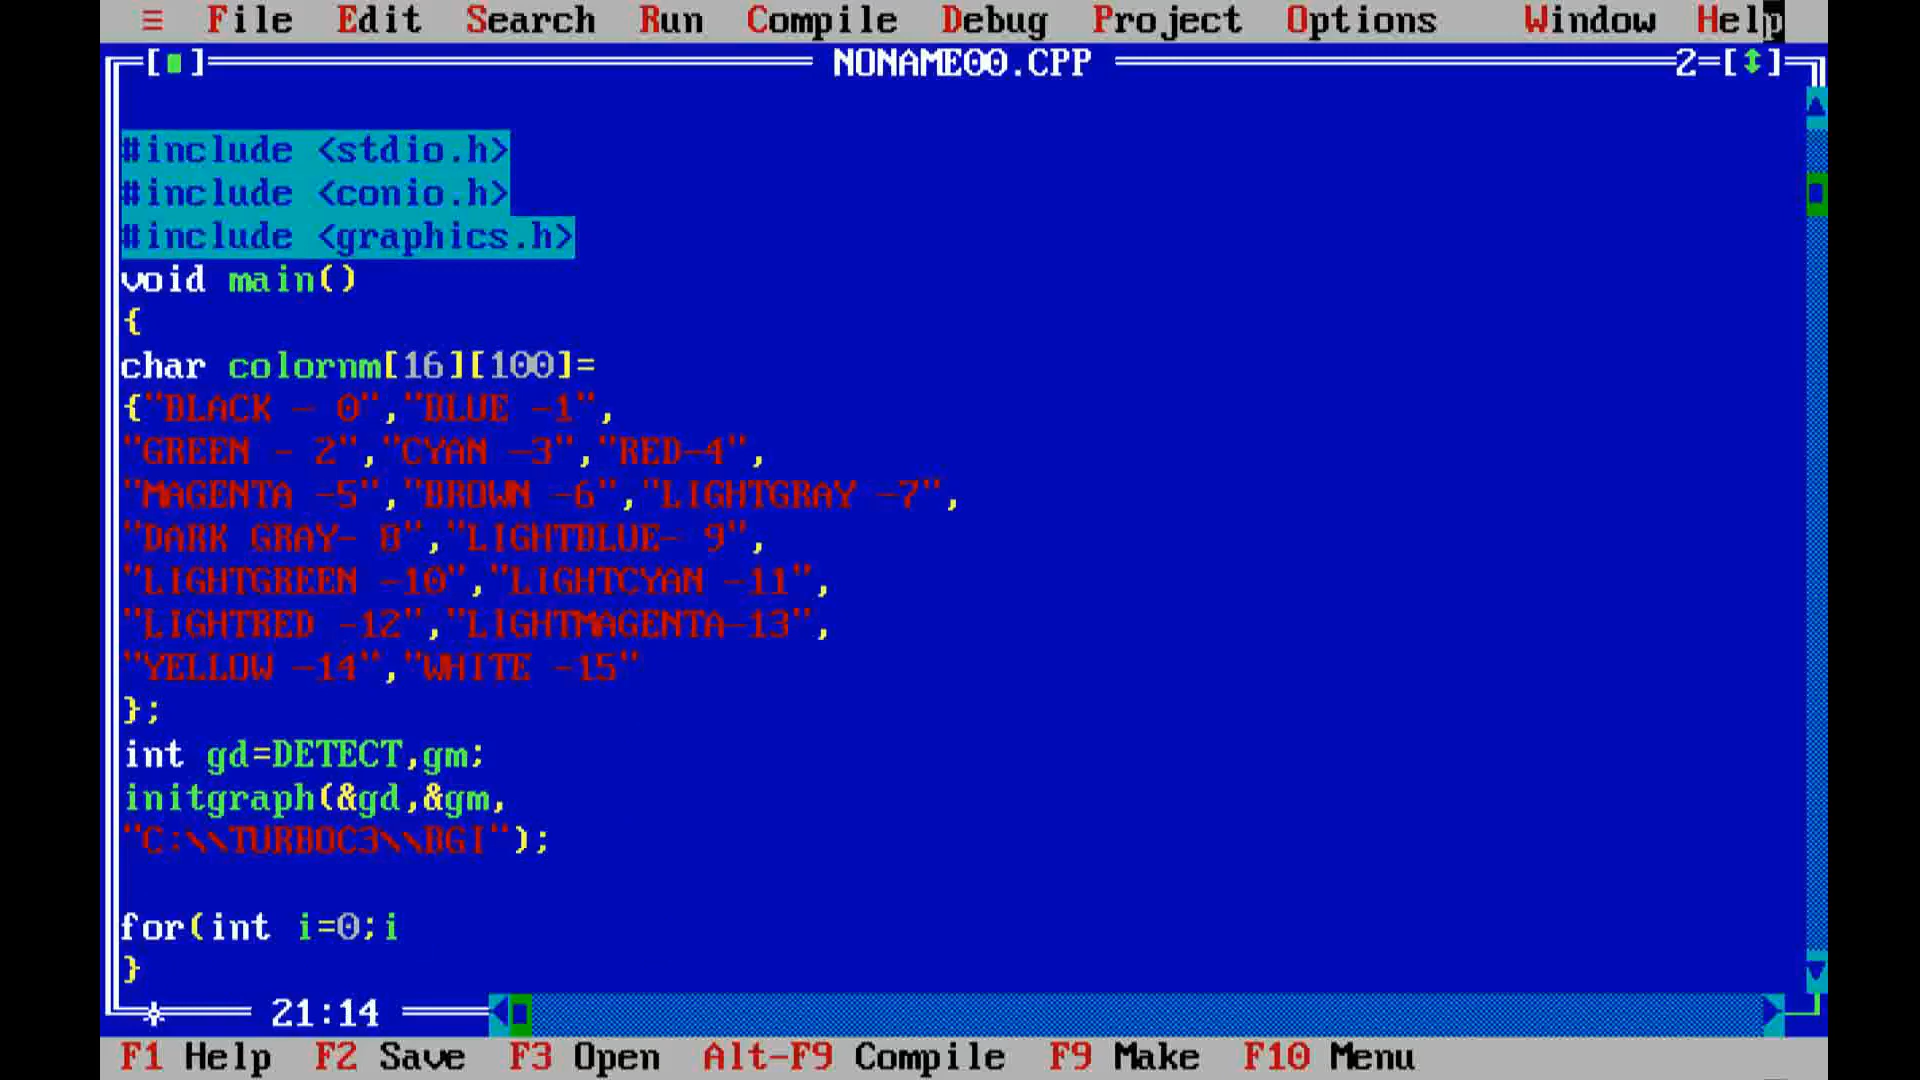 ≡ File Edit Search Run Compile Debug Project Options Window Help
[■] NONAME00.CPP 2=[↕]
#include <stdio.h>
#include <conio.h>
#include <graphics.h>
void main()
{
char colornm[16][100]=
{"BLACK - 0","BLUE -1",
"GREEN - 2","CYAN -3","RED-4",
"MAGENTA -5","BROWN -6","LIGHTGRAY -7",
"DARK GRAY- 8","LIGHTBLUE- 9",
"LIGHTGREEN -10","LIGHTCYAN -11",
"LIGHTRED -12","LIGHTMAGENTA-13",
"YELLOW -14","WHITE -15"
};
int gd=DETECT,gm;
initgraph(&gd,&gm,
"C:\\TURBOC3\\BGI");
for(int i=0;i
}
21:14
F1 Help F2 Save F3 Open Alt-F9 Compile F9 Make F10 Menu